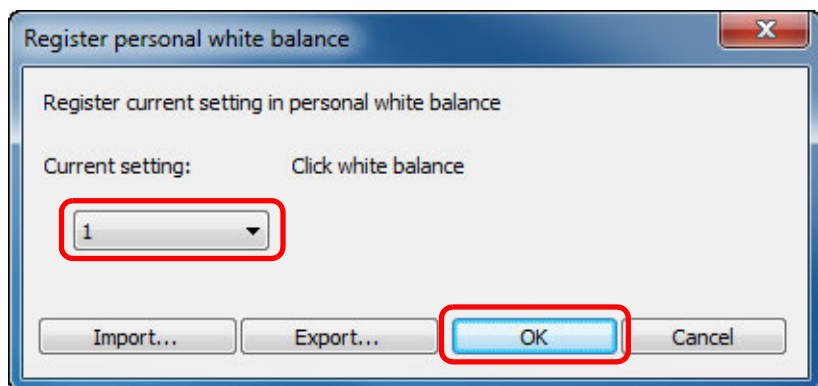 Register personal white balance
Register current setting in personal white balance
Current setting: Click white balance
1
Import... Export... OK Cancel